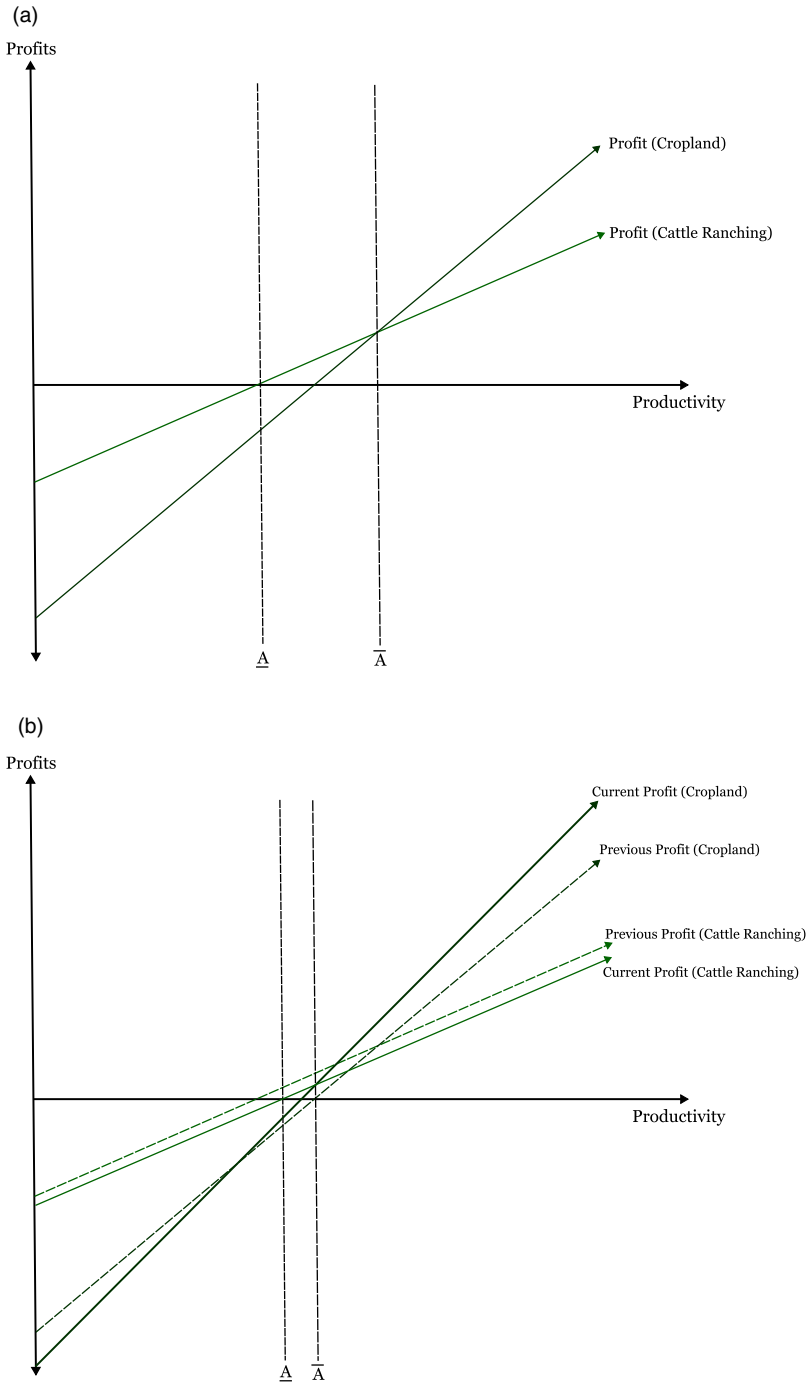 (a)
Profits
Profit (Cropland)
Profit (Cattle Ranching)
Productivity
A̲
A̅
(b)
Profits
Current Profit (Cropland)
Previous Profit (Cropland)
Previous Profit (Cattle Ranching)
Current Profit (Cattle Ranching)
Productivity
A̲
A̅